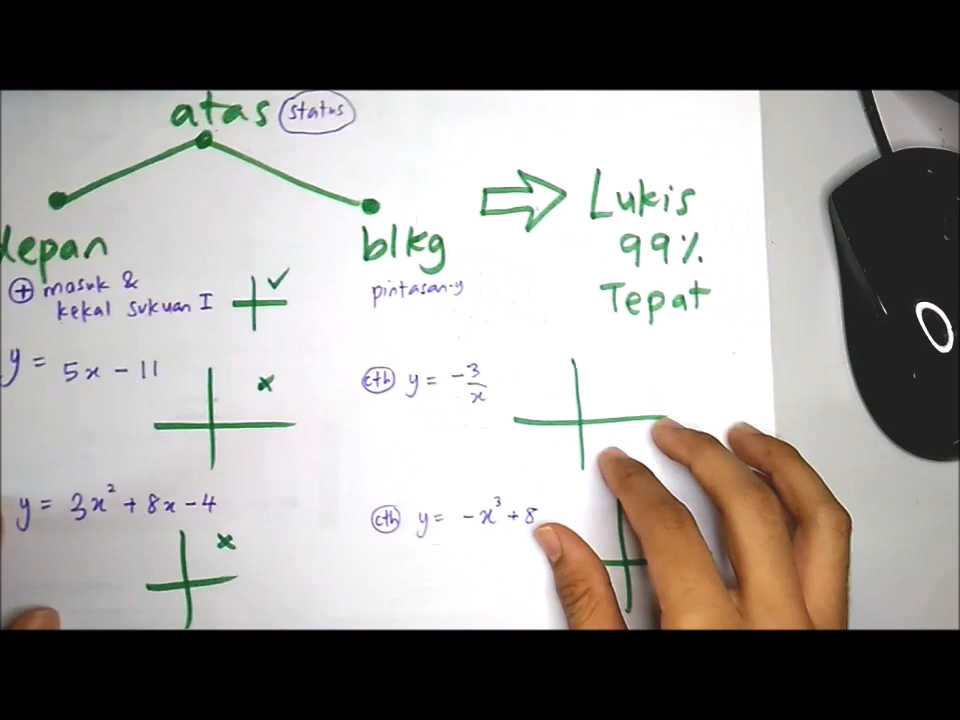 atas status
depan
blkg
+ masuk &
kekal sukuan I
pintasan-y
Lukis
99%
Tepat
y = 5x - 11
x
y = 3x² + 8x - 4
x
cth y = -3/x
cth y = -x³ + 8